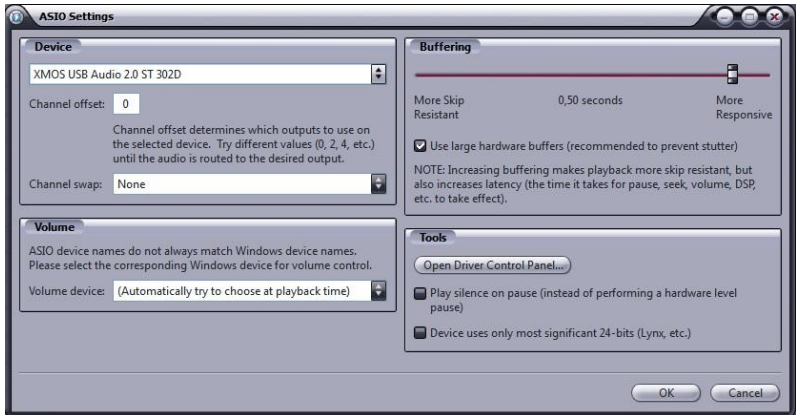 ASIO Settings
Device
XMOS USB Audio 2.0 ST 302D
Channel offset: 0
Channel offset determines which outputs to use on
the selected device. Try different values (0, 2, 4, etc.)
until the audio is routed to the desired output.
Channel swap: None
Volume
ASIO device names do not always match Windows device names.
Please select the corresponding Windows device for volume control.
Volume device: (Automatically try to choose at playback time)
Buffering
More Skip
Resistant
0,50 seconds
More
Responsive
Use large hardware buffers (recommended to prevent stutter)
NOTE: Increasing buffering makes playback more skip resistant, but
also increases latency (the time it takes for pause, seek, volume, DSP,
etc. to take effect).
Tools
Open Driver Control Panel...
Play silence on pause (instead of performing a hardware level
pause)
Device uses only most significant 24-bits (Lynx, etc.)
OK
Cancel